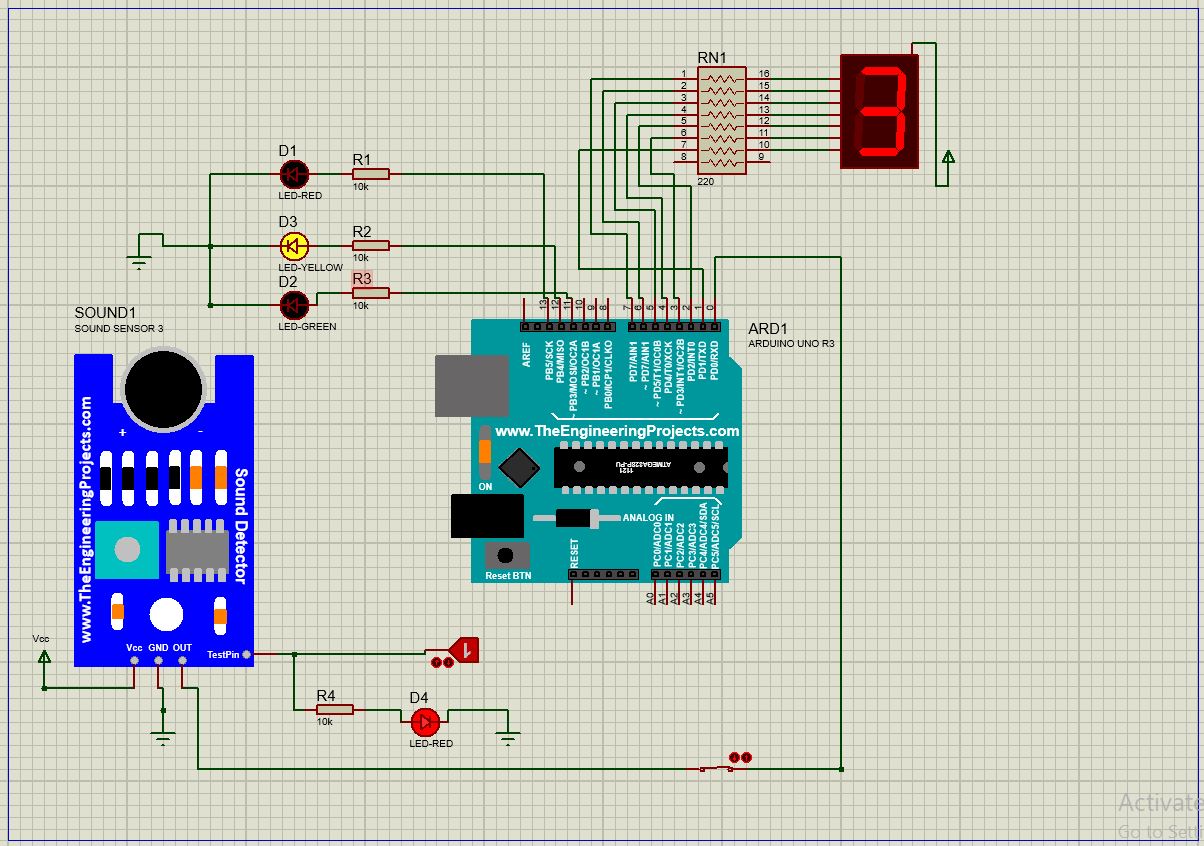 RN1
1
2
3
4
5
6
7
8
16
15
14
13
12
11
10
9
220
D1
LED-RED
R1
10k
D3
LED-YELLOW
R2
10k
D2
LED-GREEN
R3
10k
SOUND1
SOUND SENSOR 3
www.TheEngineeringProjects.com
+
-
Sound Detector
Vcc GND OUT
TestPin
Vcc
ARD1
ARDUINO UNO R3
13
12
11
10
9
8
7
6
5
4
3
2
1
0
AREF
PB5/SCK
PB4/MISO
~ PB3/MOSI/OC2A
~ PB2/OC1B
~ PB1/OC1A
PB0/ICP1/CLKO
PD7/AIN1
~ PD7/AIN1
~ PD5/T1/OC0B
PD4/T0/XCK
~ PD3/INT1/OC2B
PD2/INT0
PD1/TXD
PD0/RXD
www.TheEngineeringProjects.com
ON
1121
ATMEGA328P-PU
ANALOG IN
RESET
Reset BTN
PC0/ADC0
PC1/ADC1
PC2/ADC2
PC3/ADC3
PC4/ADC4/SDA
PC5/ADC5/SCL
A0
A1
A2
A3
A4
A5
1
R4
10k
D4
LED-RED
3
Activate
Go to Setti